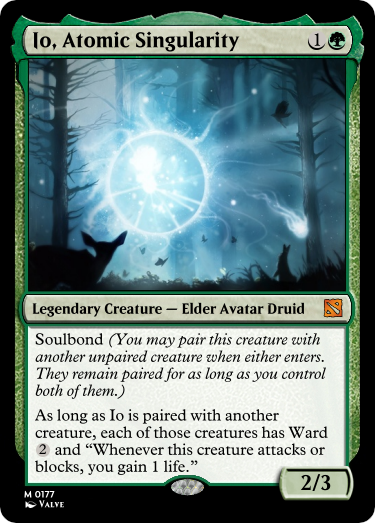 Io, Atomic Singularity 1
Legendary Creature — Elder Avatar Druid
Soulbond (You may pair this creature with
another unpaired creature when either enters.
They remain paired for as long as you control
both of them.)
As long as Io is paired with another
creature, each of those creatures has Ward
2 and “Whenever this creature attacks or
blocks, you gain 1 life.”
2/3
M 0177
Valve